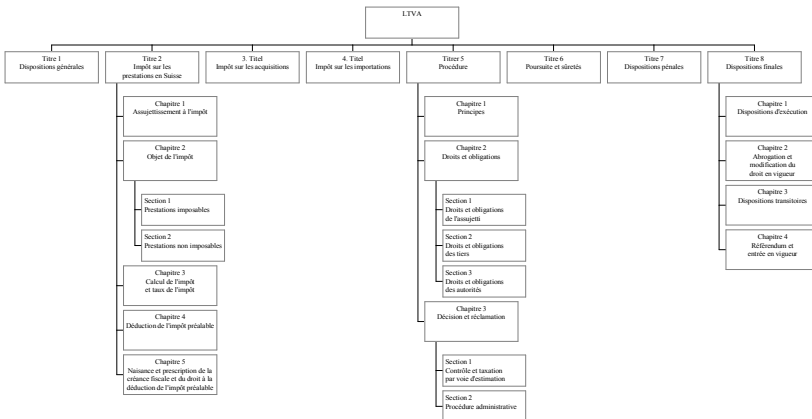 LTVA
Titre 1
Dispositions générales
Titre 2
Impôt sur les
prestations en Suisse
3. Titel
Impôt sur les acquisitions
4. Titel
Impôt sur les importations
Titrer 5
Procédure
Titre 6
Poursuite et sûretés
Titre 7
Dispositions pénales
Titre 8
Dispositions finales
Chapitre 1
Assujettissement à l'impôt
Chapitre 2
Objet de l'impôt
Section 1
Prestations imposables
Section 2
Prestations non imposables
Chapitre 3
Calcul de l'impôt
et taux de l'impôt
Chapitre 4
Déduction de l'impôt préalable
Chapitre 5
Naisance et prescription de la
créance fiscale et du droit à la
déduction de l'impôt préalable
Chapitre 1
Principes
Chapitre 2
Droits et obligations
Section 1
Droits et obligations
de l'assujetti
Section 2
Droits et obligations
des tiers
Section 3
Droits et obligations
des autorités
Chapitre 3
Décision et réclamation
Section 1
Contrôle et taxation
par voie d'estimation
Section 2
Procédure administrative
Chapitre 1
Dispositions d'exécution
Chapitre 2
Abrogation et
modification du
droit en vigueur
Chapitre 3
Dispositions transitoires
Chapitre 4
Référendum et
entrée en vigueur